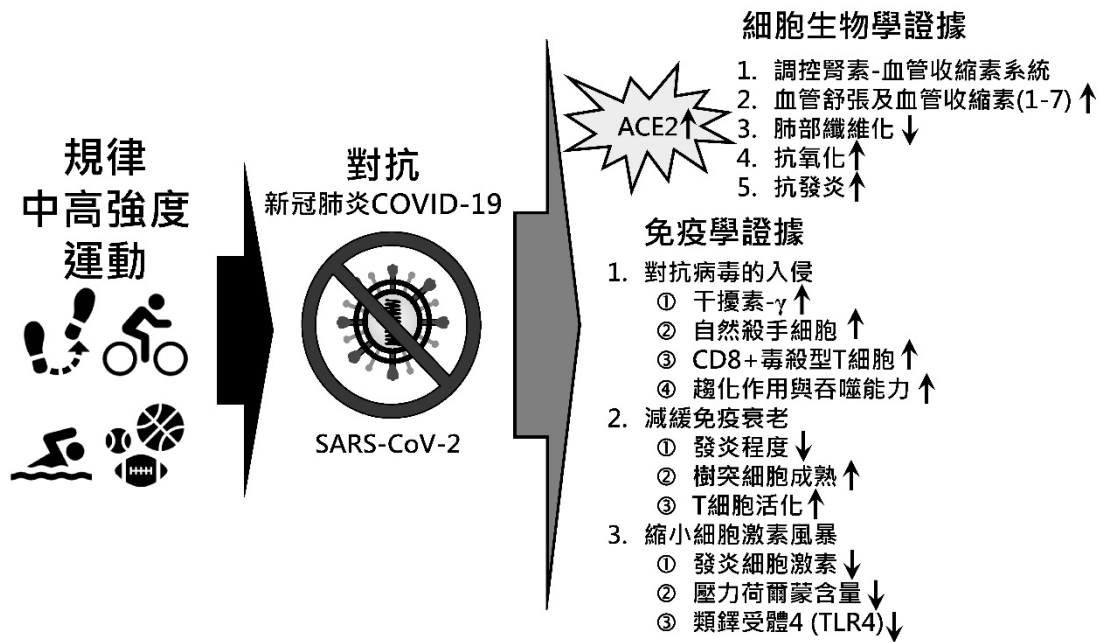 規律
中高強度
運動
對抗
新冠肺炎COVID-19
SARS-CoV-2
細胞生物學證據
ACE2↑
1. 調控腎素-血管收縮素系統
2. 血管舒張及血管收縮素(1-7)↑
3. 肺部纖維化↓
4. 抗氧化↑
5. 抗發炎↑
免疫學證據
1. 對抗病毒的入侵
① 干擾素-γ↑
② 自然殺手細胞↑
③ CD8+毒殺型T細胞↑
④ 趨化作用與吞噬能力↑
2. 減緩免疫衰老
① 發炎程度↓
② 樹突細胞成熟↑
③ T細胞活化↑
3. 縮小細胞激素風暴
① 發炎細胞激素↓
② 壓力荷爾蒙含量↓
③ 類鐸受體4 (TLR4)↓